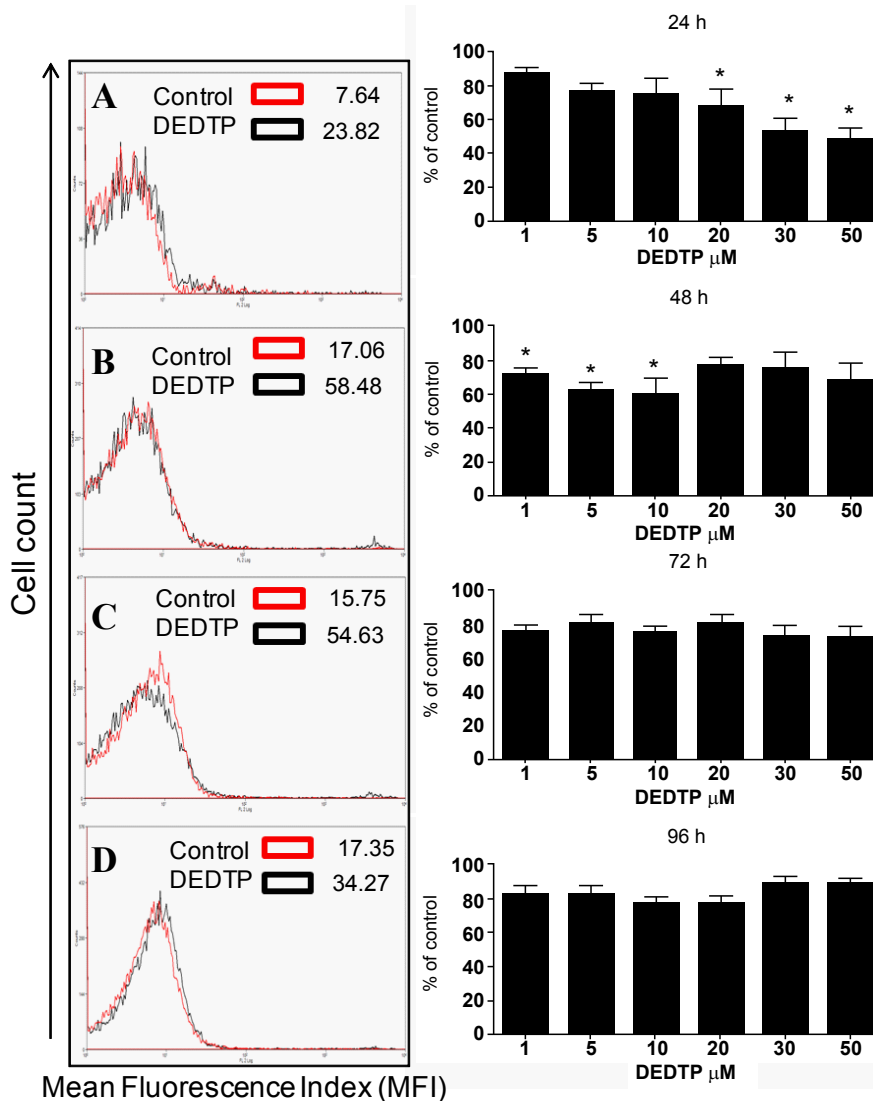 A
Control 7.64
DEDTP 23.82
B
Control 17.06
DEDTP 58.48
C
Control 15.75
DEDTP 54.63
D
Control 17.35
DEDTP 34.27
Cell count
Mean Fluorescence Index (MFI)
24 h
% of control
100
80
60
40
20
0
* * *
1 5 10 20 30 50
DEDTP μM
48 h
% of control
100
80
60
40
20
0
* * *
1 5 10 20 30 50
DEDTP μM
72 h
% of control
100
80
60
40
20
0
1 5 10 20 30 50
DEDTP μM
96 h
% of control
100
80
60
40
20
0
1 5 10 20 30 50
DEDTP μM